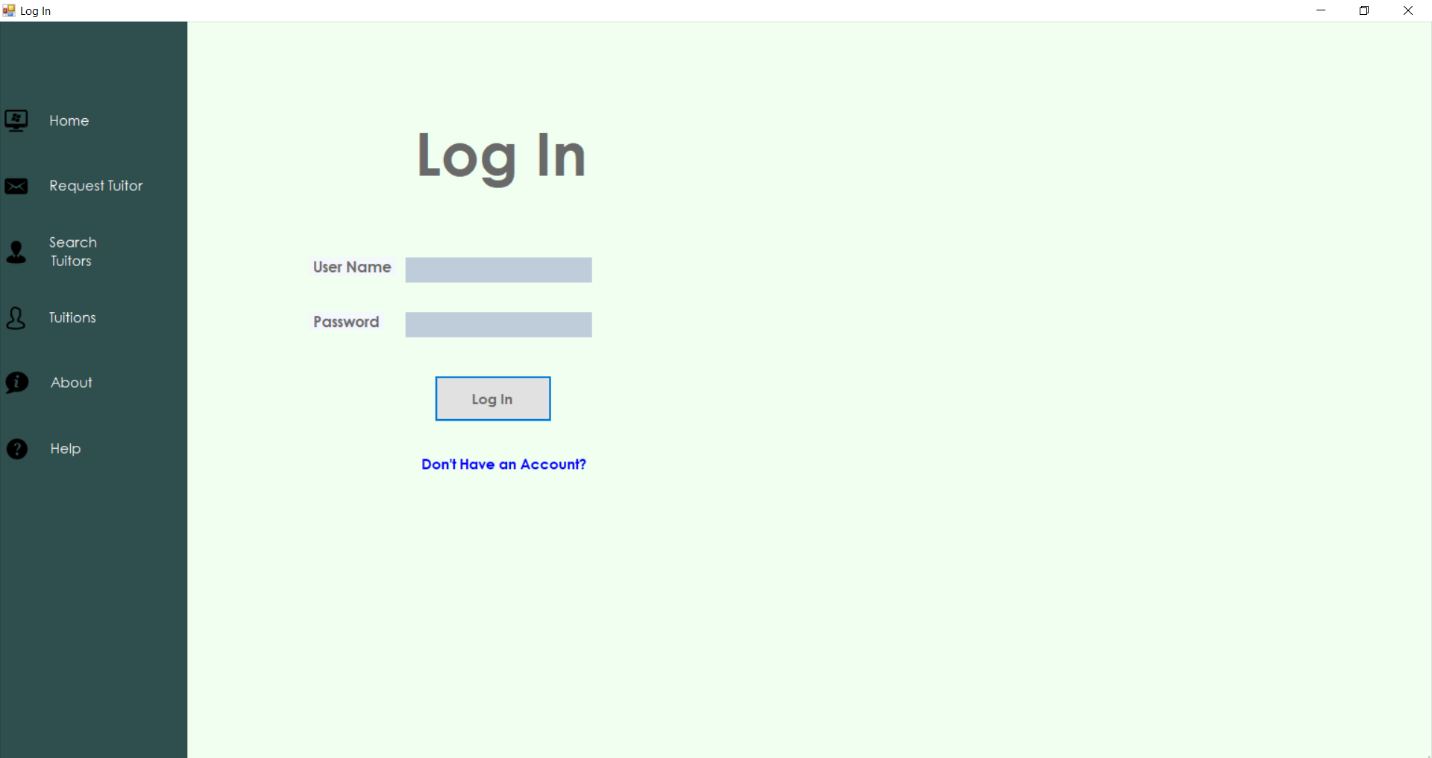 Log In
Home
Request Tuitor
Search
Tuitors
Tuitions
About
Help
Log In
User Name
Password
Log In
Don't Have an Account?